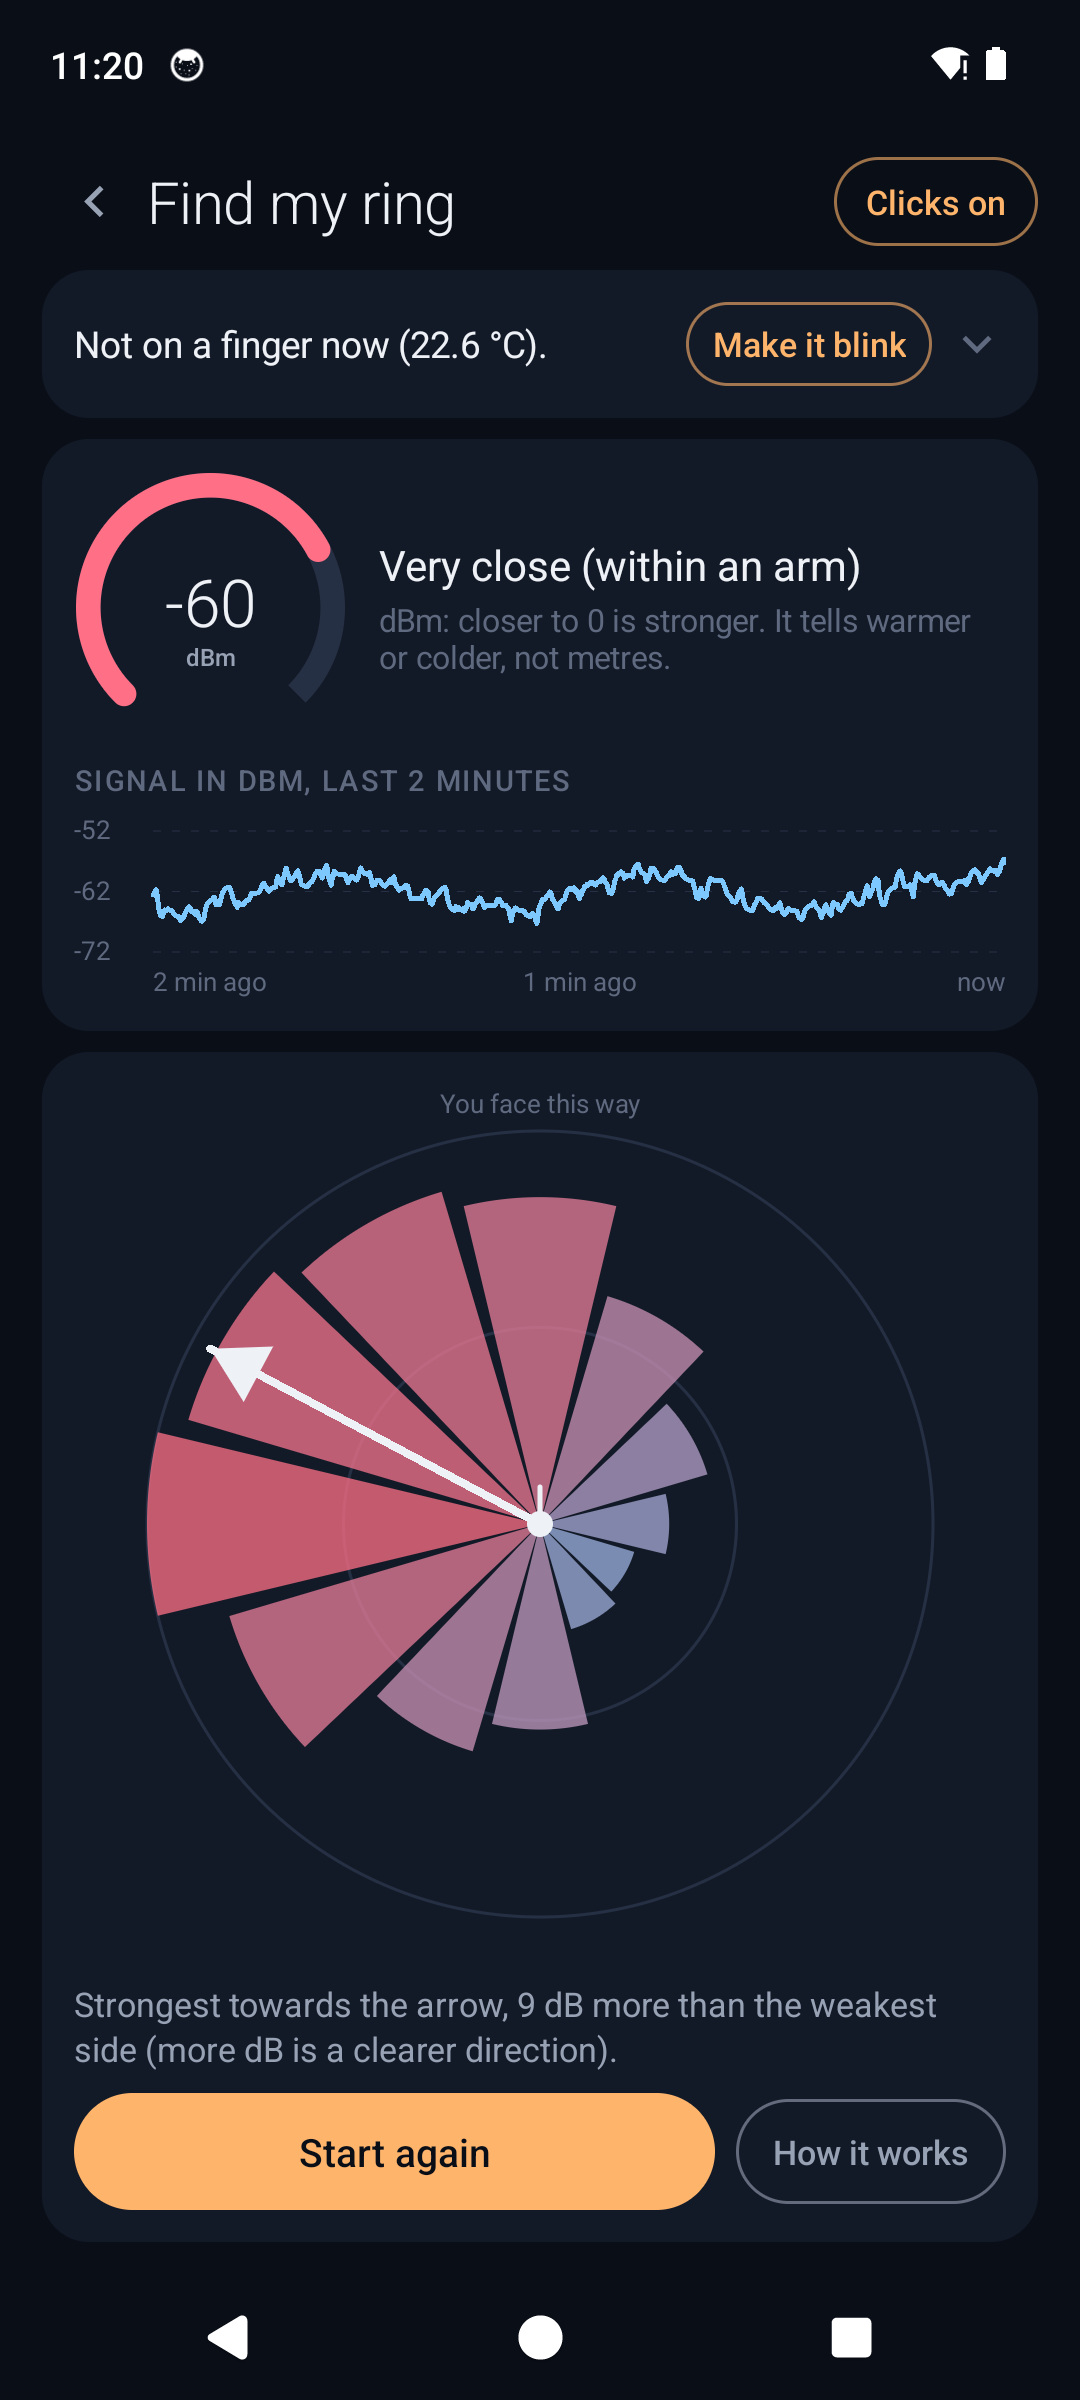 11:20
Find my ring
Clicks on
Not on a finger now (22.6 °C).
Make it blink
-60
dBm
Very close (within an arm)
dBm: closer to 0 is stronger. It tells warmer
or colder, not metres.
SIGNAL IN DBM, LAST 2 MINUTES
-52
-62
-72
2 min ago
1 min ago
now
You face this way
Strongest towards the arrow, 9 dB more than the weakest
side (more dB is a clearer direction).
Start again
How it works